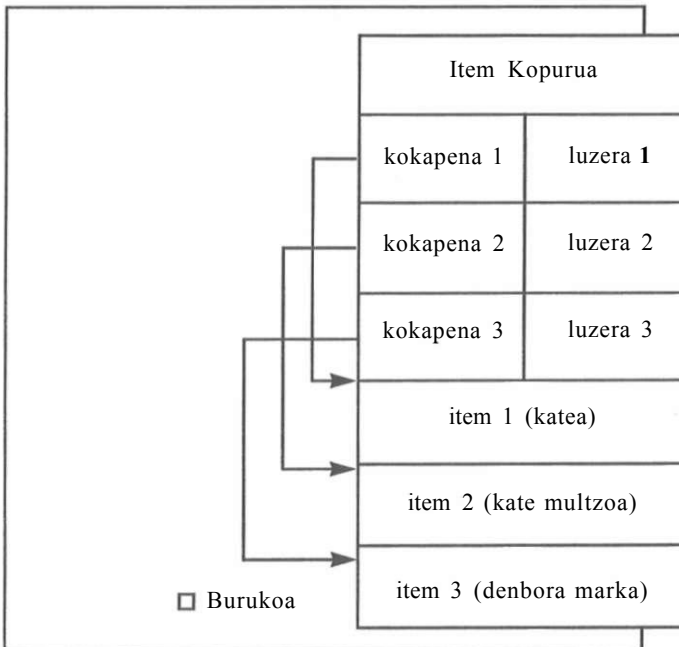 Item Kopurua
kokapena 1 luzera 1
kokapena 2 luzera 2
kokapena 3 luzera 3
item 1 (katea)
item 2 (kate multzoa)
item 3 (denbora marka)
Burukoa